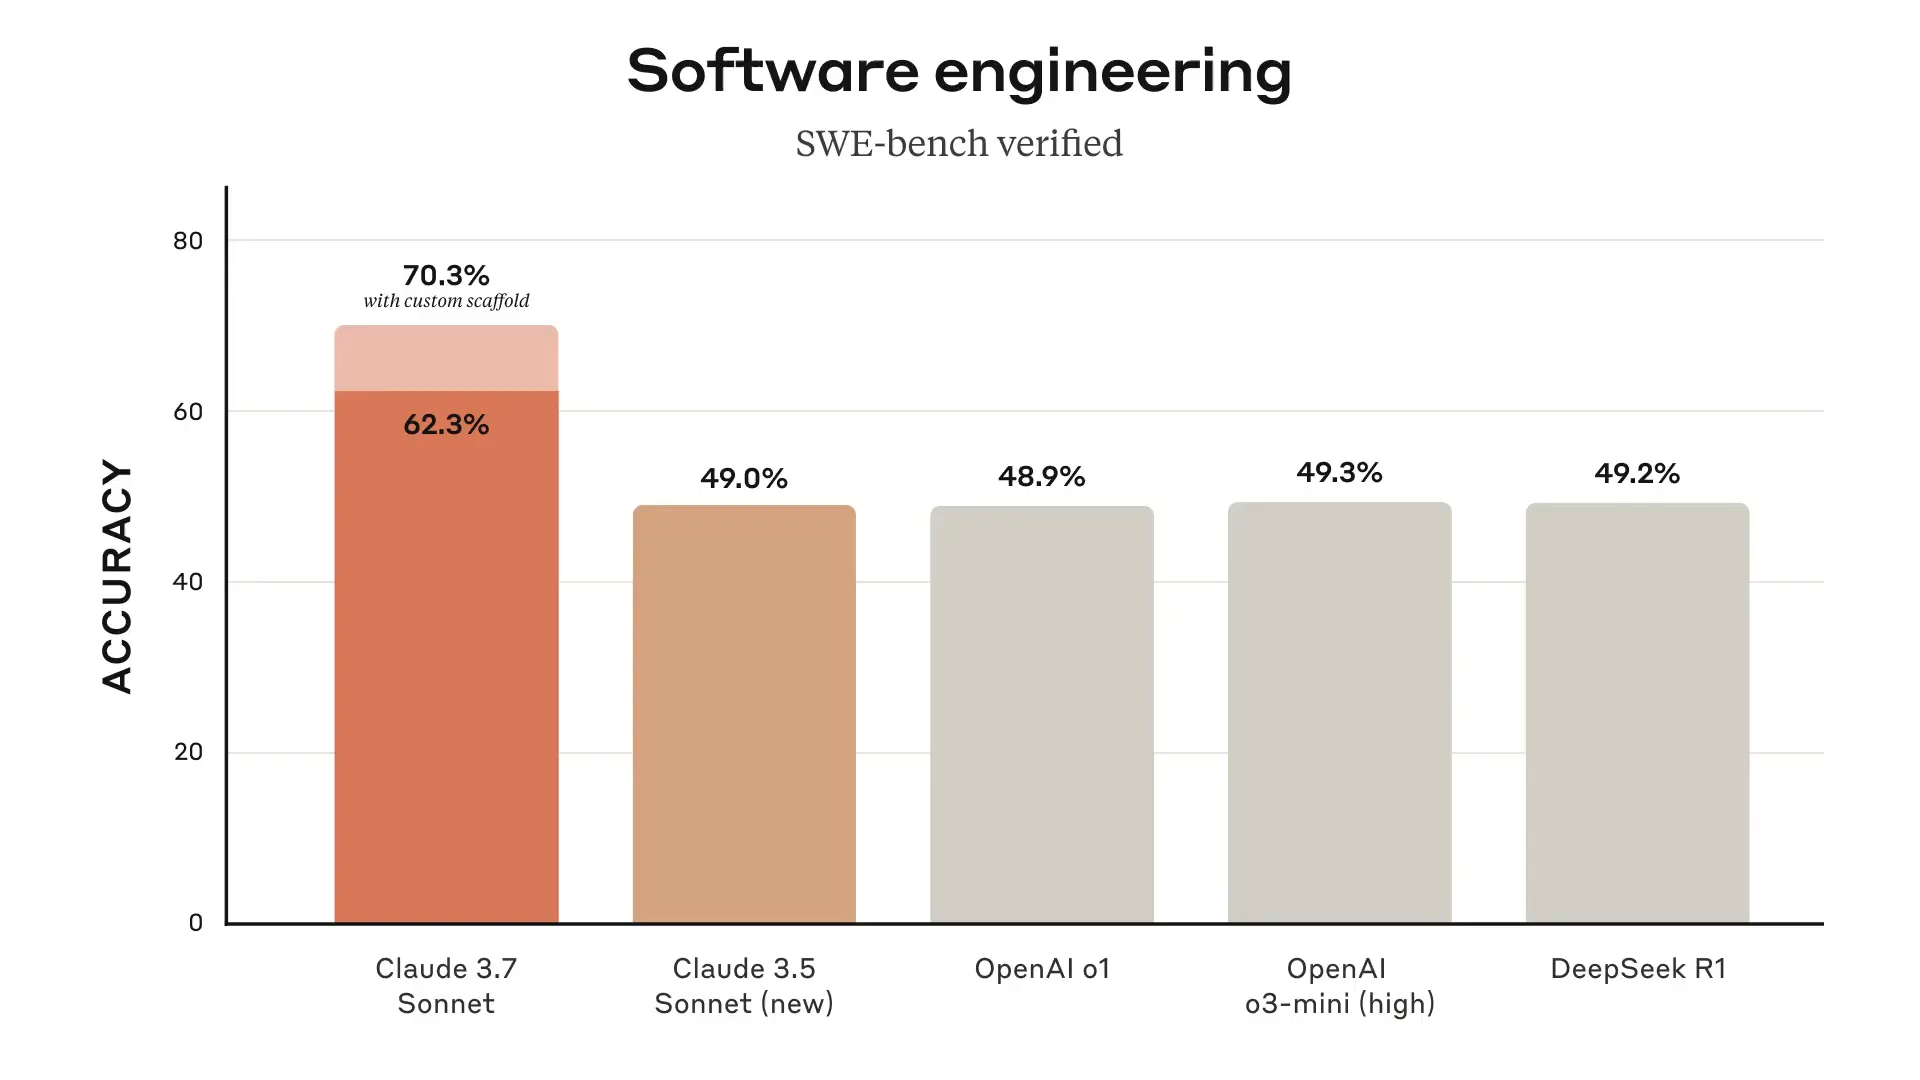 Software engineering
SWE-bench verified
80
60
40
20
0
ACCURACY
70.3%
with custom scaffold
62.3%
49.0%
48.9%
49.3%
49.2%
Claude 3.7
Sonnet
Claude 3.5
Sonnet (new)
OpenAI o1
OpenAI
o3-mini (high)
DeepSeek R1